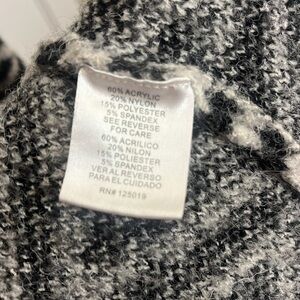 60% ACRYLIC
20% NYLON
15% POLYESTER
5% SPANDEX
SEE REVERSE
FOR CARE
60% ACRILICO
20% NILON
15% POLIESTER
5% SPANDEX
VER AL REVERSO
PARA EL CUIDADO
RN# 125019